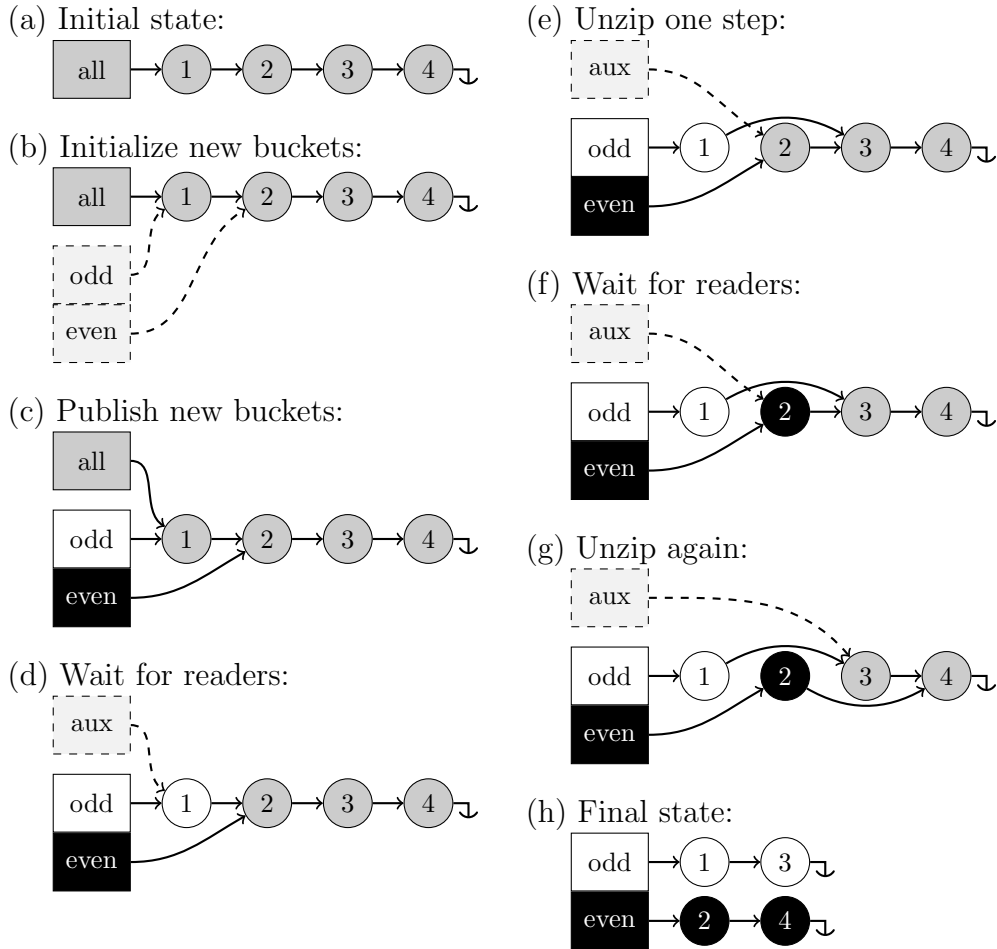 (a) Initial state:
all 1 2 3 4
(b) Initialize new buckets:
all 1 2 3 4
odd
even
(c) Publish new buckets:
all
odd 1 2 3 4
even
(d) Wait for readers:
aux
odd 1 2 3 4
even
(e) Unzip one step:
aux
odd 1 2 3 4
even
(f) Wait for readers:
aux
odd 1 2 3 4
even
(g) Unzip again:
aux
odd 1 2 3 4
even
(h) Final state:
odd 1 3
even 2 4